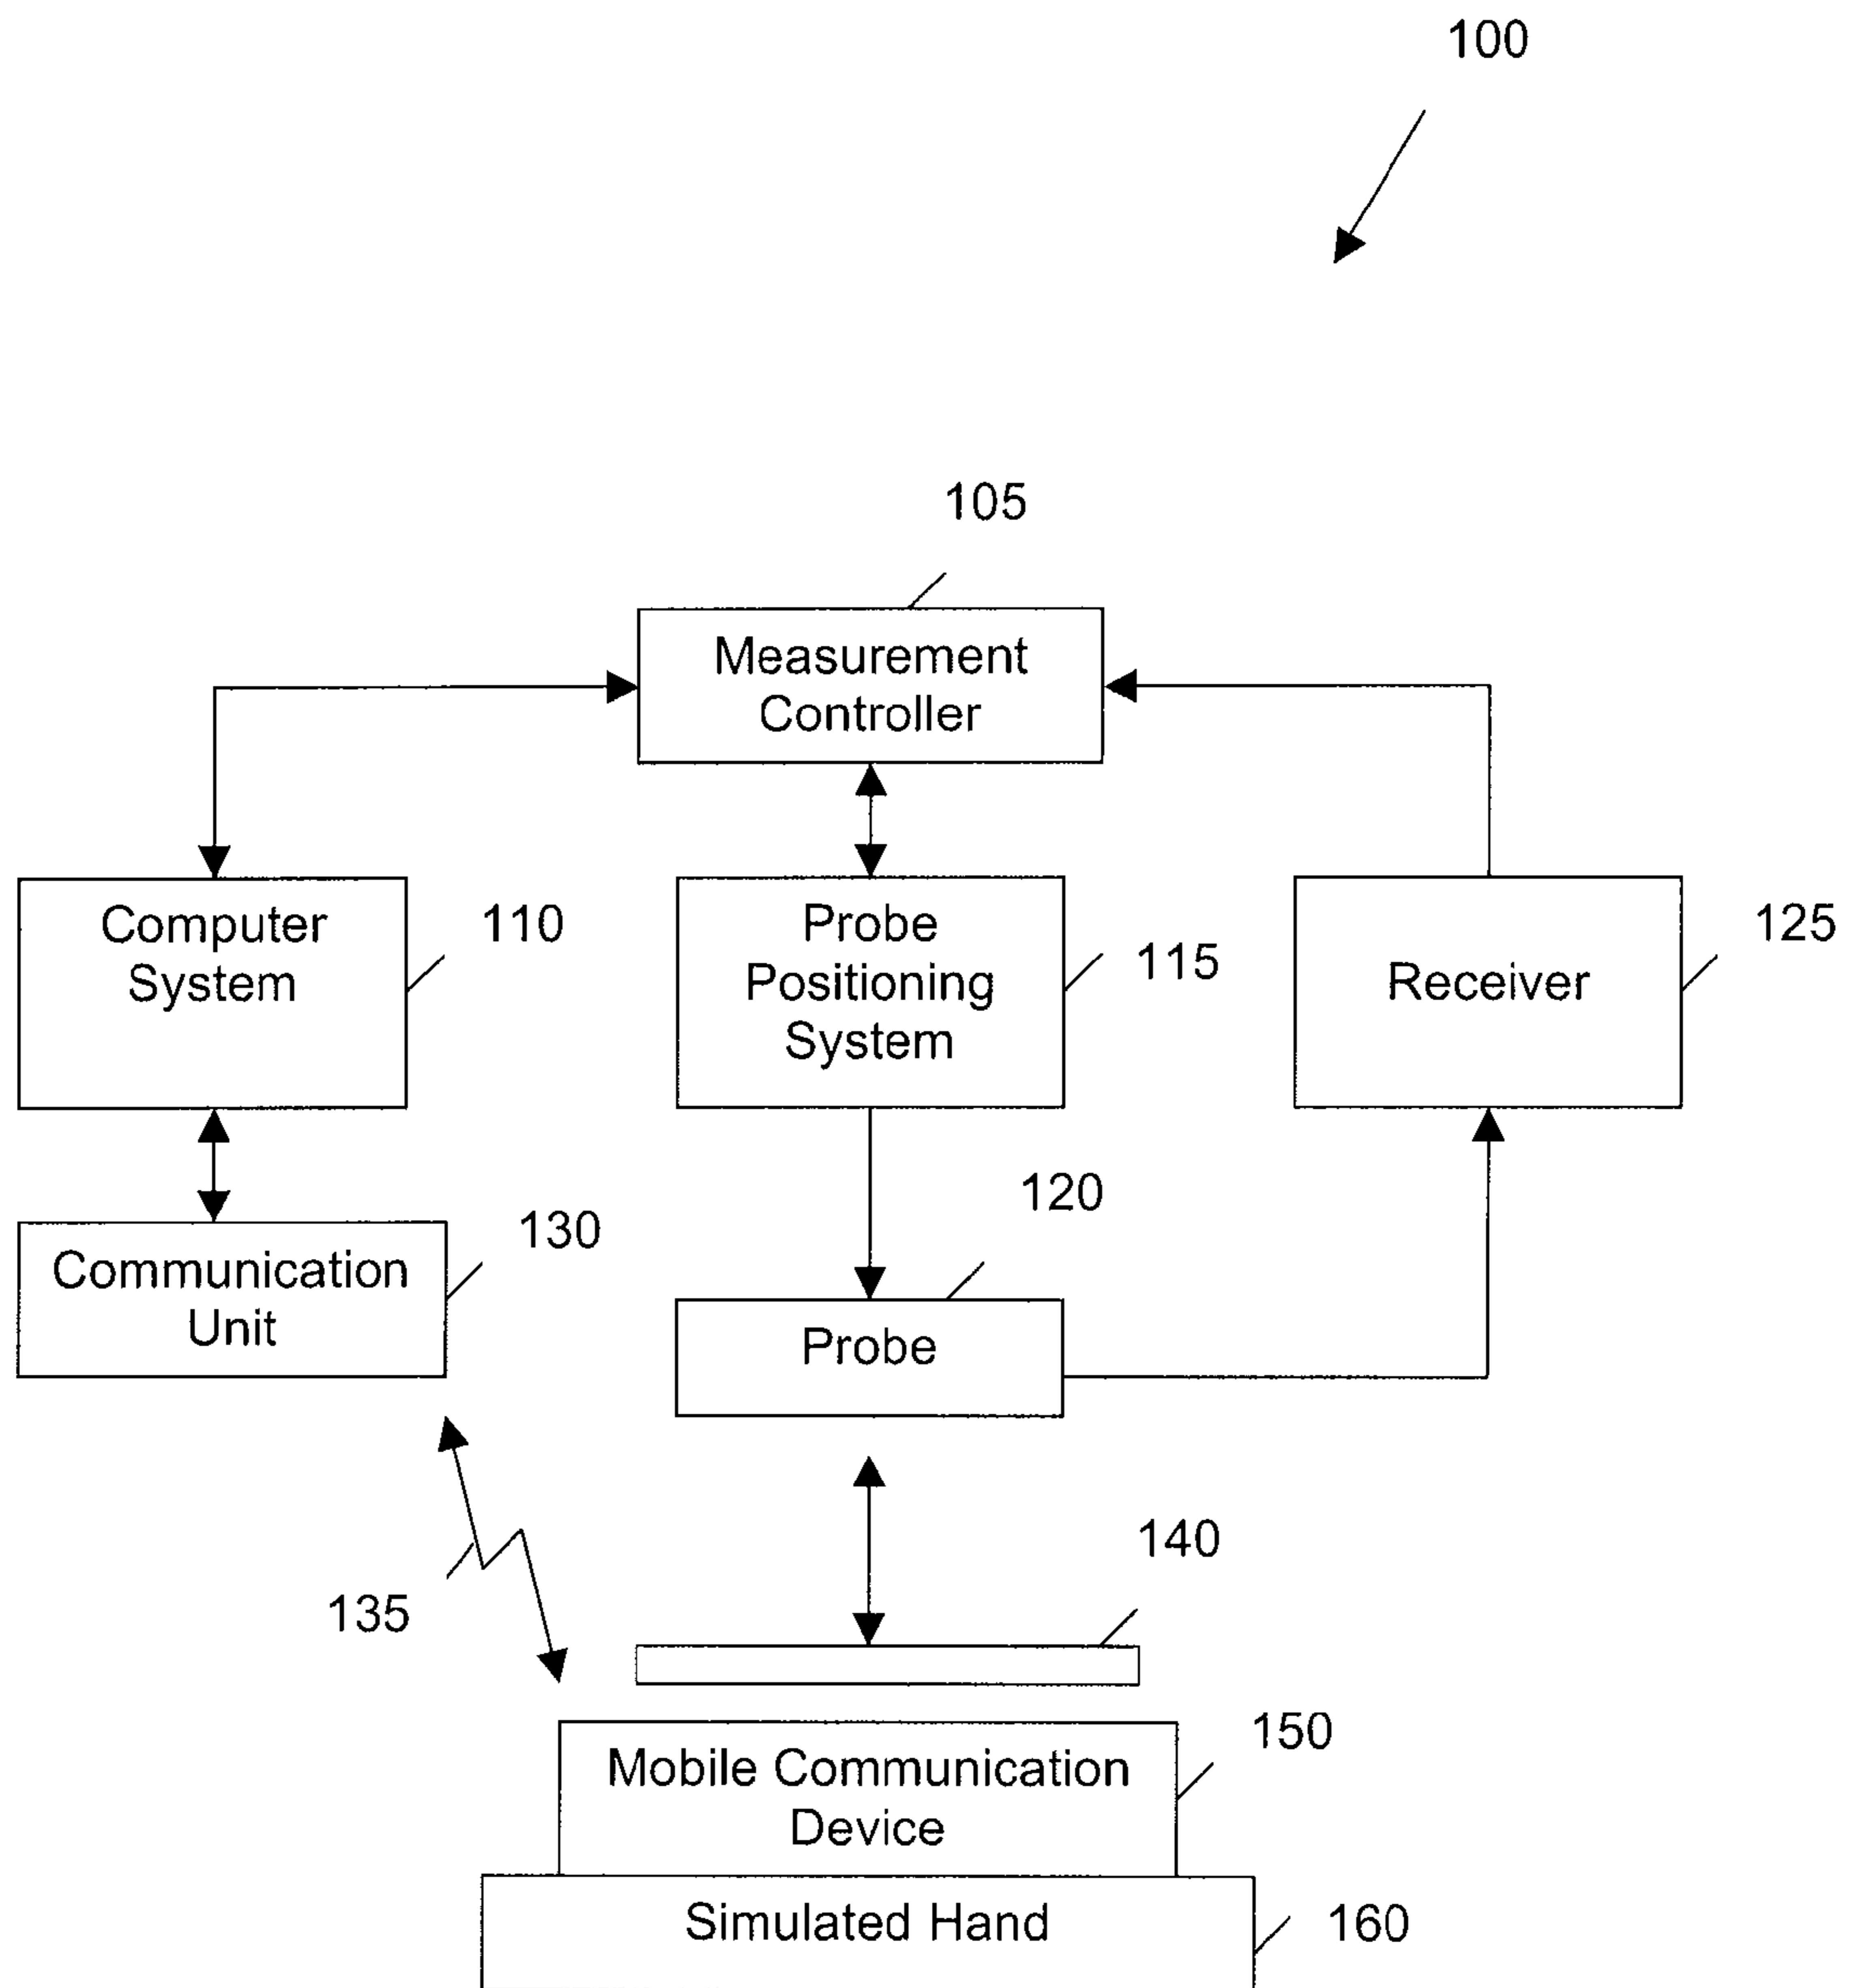 100
105
Measurement
Controller
Computer
System
110
Probe
Positioning
System
115
Receiver
125
120
130
Communication
Unit
Probe
135
140
150
Mobile Communication
Device
Simulated Hand
160